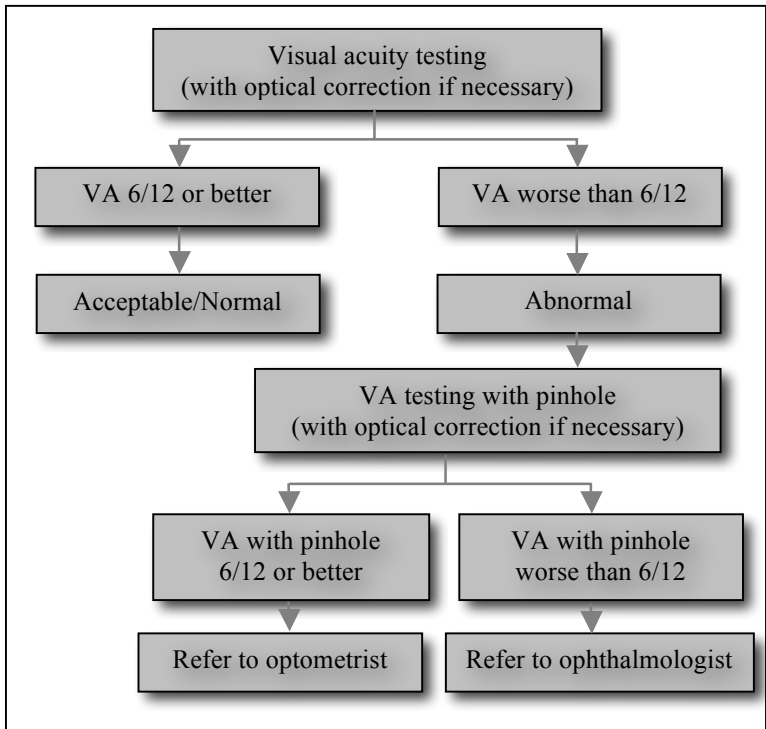 Visual acuity testing
(with optical correction if necessary)
VA 6/12 or better
VA worse than 6/12
Acceptable/Normal
Abnormal
VA testing with pinhole
(with optical correction if necessary)
VA with pinhole
6/12 or better
VA with pinhole
worse than 6/12
Refer to optometrist
Refer to ophthalmologist